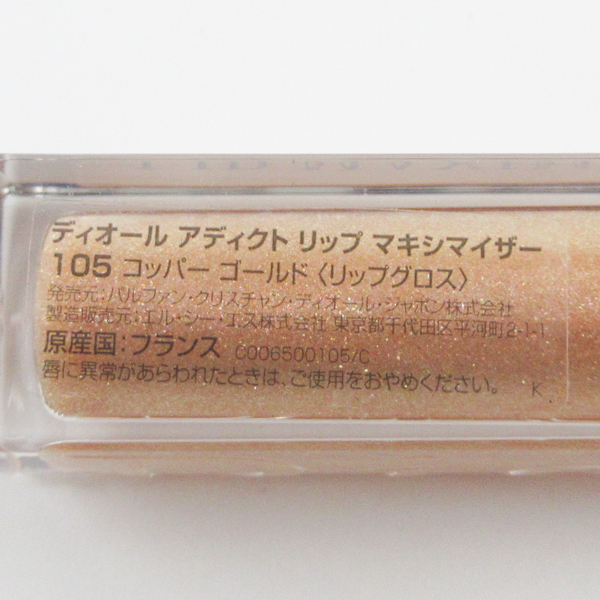 ディオール アディクト リップ マキシマイザー
105 コッパー ゴールド〈リップグロス〉
発売元:パルファン・クリスチャン・ディオール・ジャポン株式会社
製造販売元:エル・シー・エス株式会社 東京都千代田区平河町2-1-1
原産国:フランス C006500105/C
唇に異常があらわれたときは、ご使用をおやめください。 K.